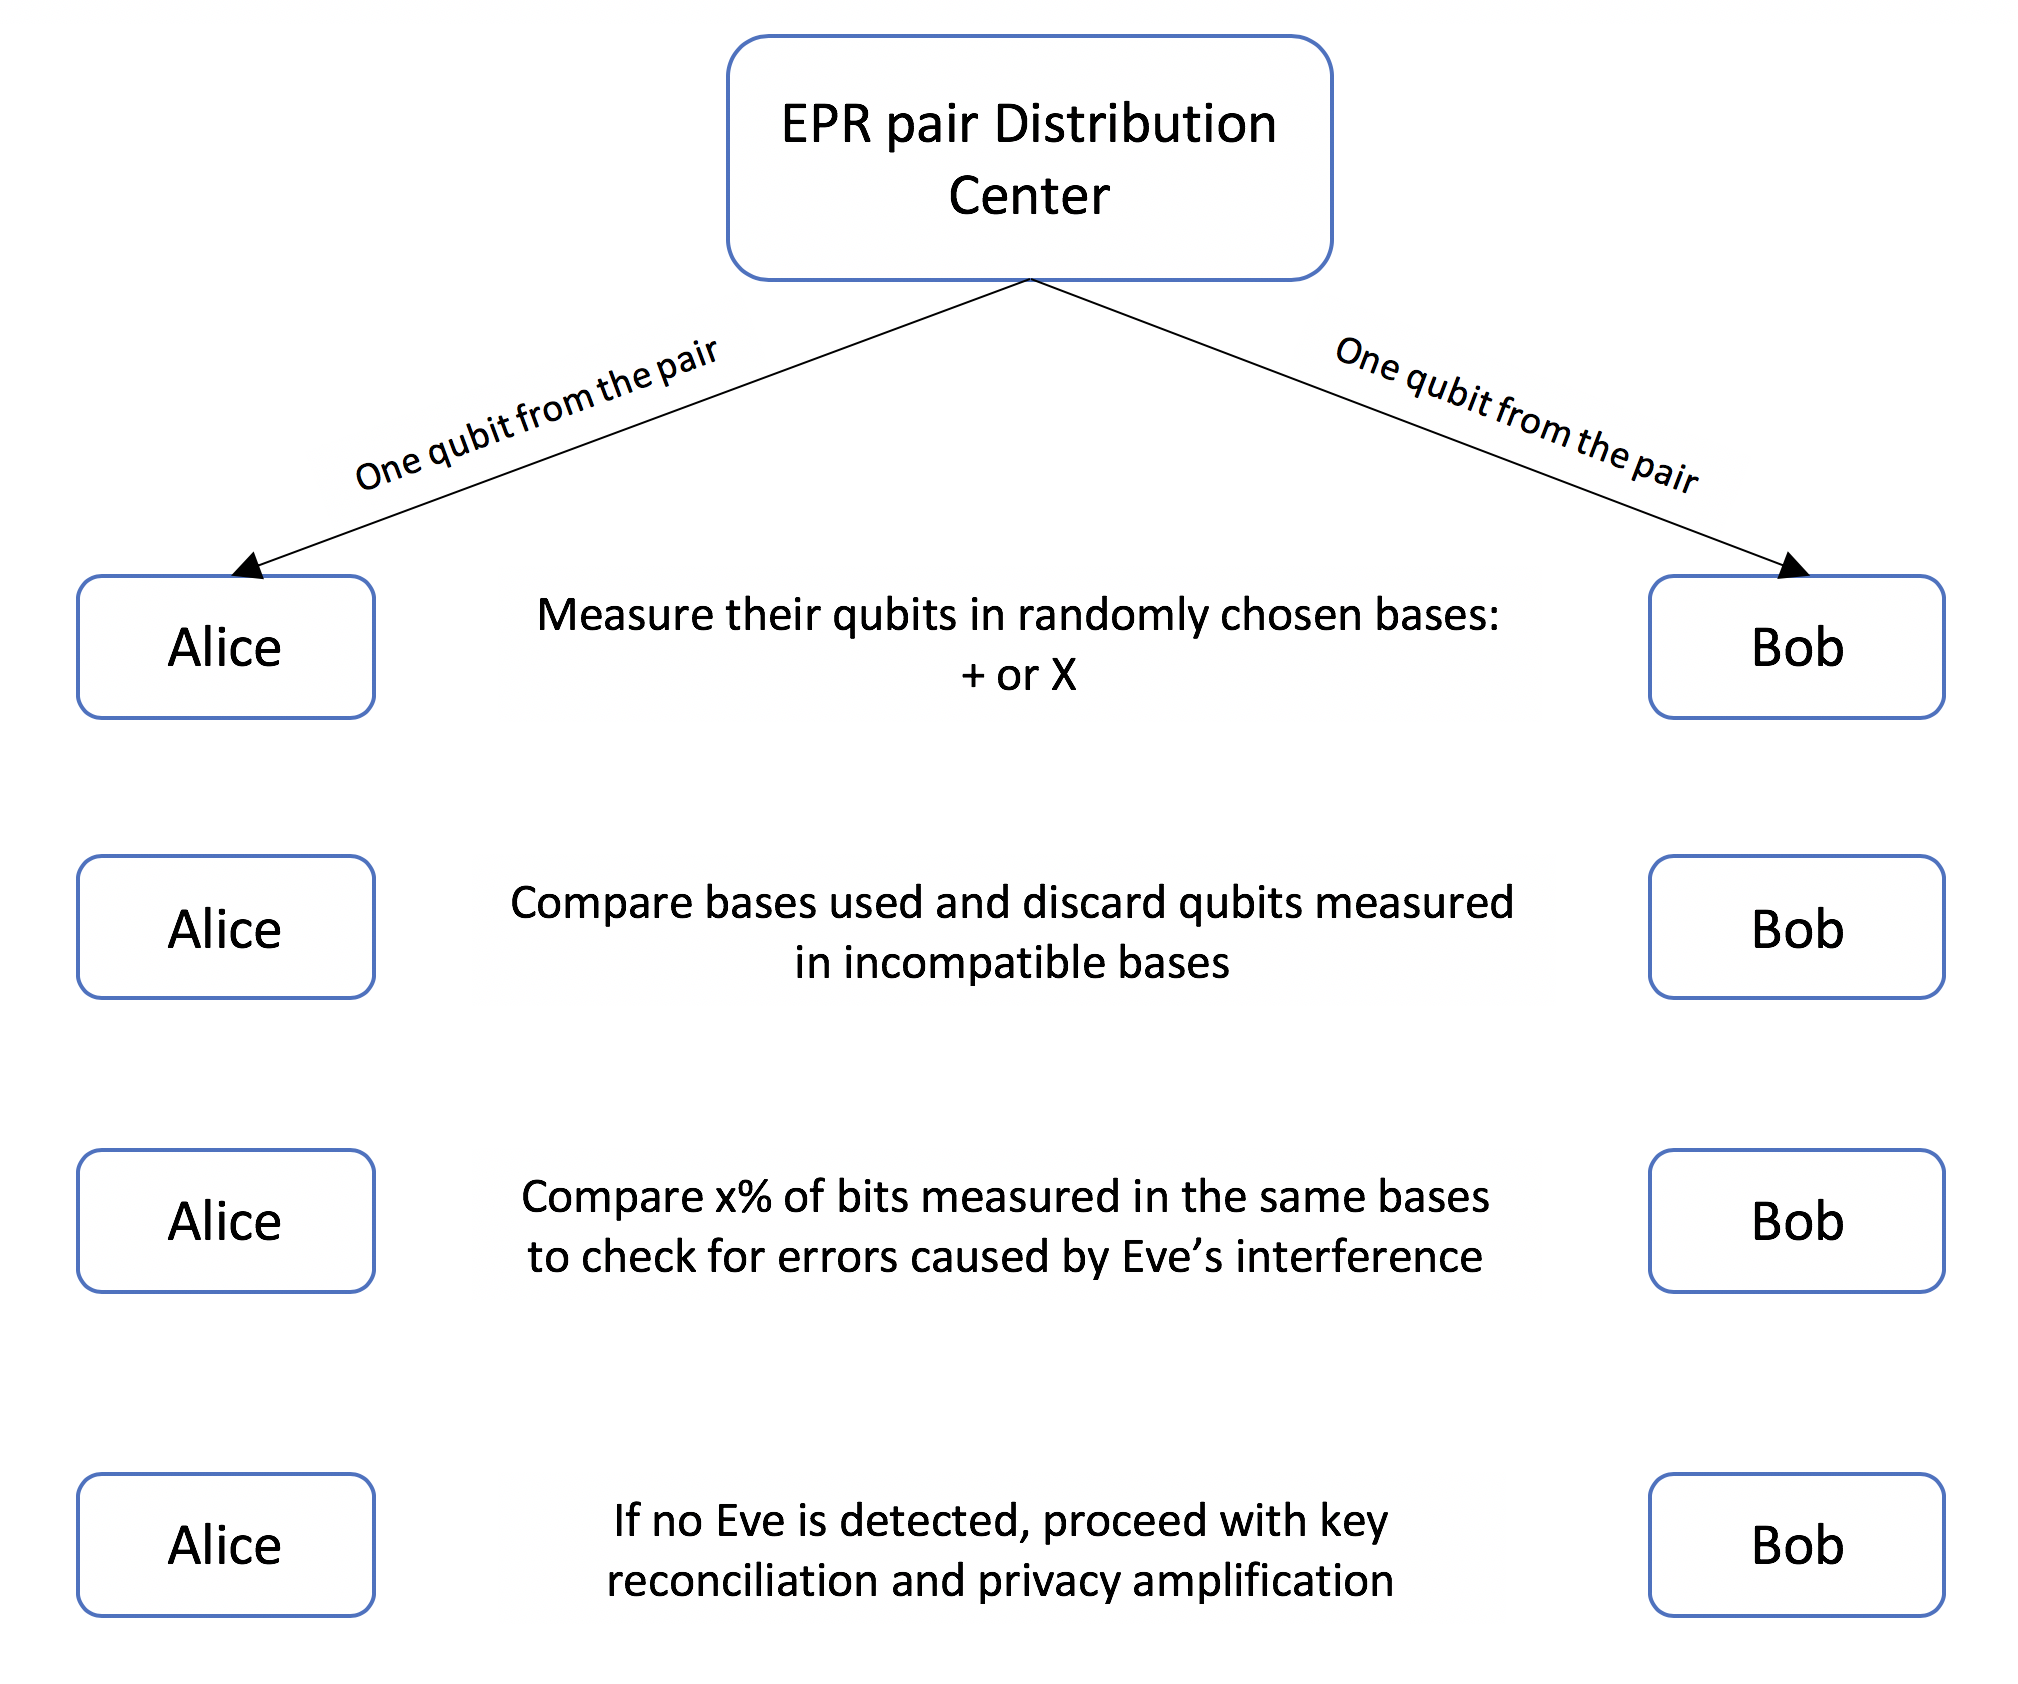 EPR pair Distribution
Center
One qubit from the pair
One qubit from the pair
Alice
Measure their qubits in randomly chosen bases:
+ or X
Bob
Alice
Compare bases used and discard qubits measured
in incompatible bases
Bob
Alice
Compare x% of bits measured in the same bases
to check for errors caused by Eve’s interference
Bob
Alice
If no Eve is detected, proceed with key
reconciliation and privacy amplification
Bob